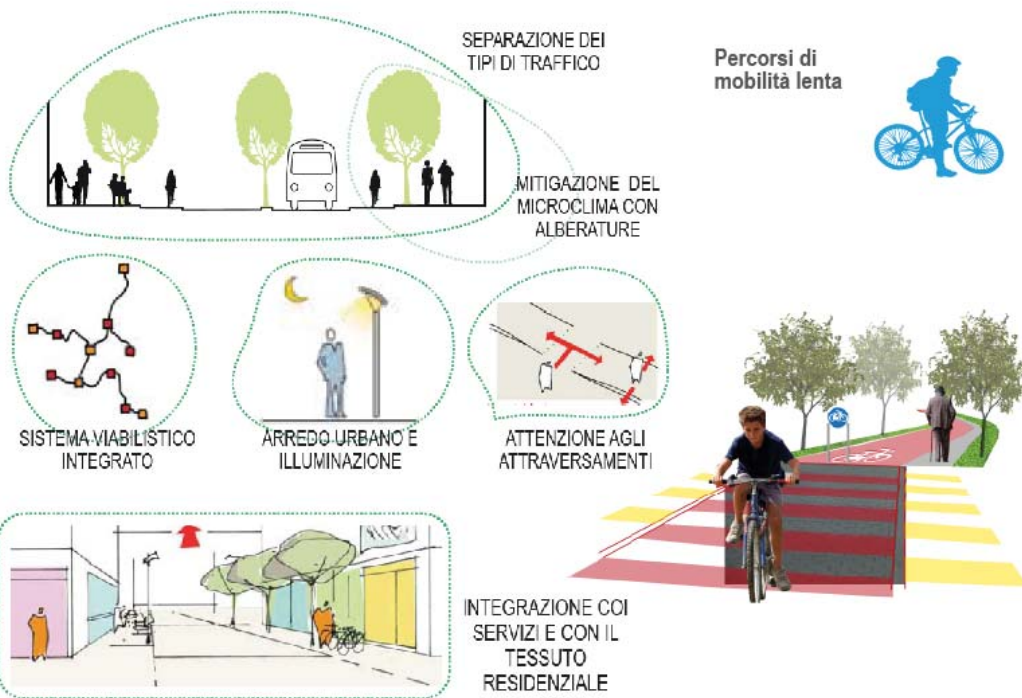 SEPARAZIONE DEI
TIPI DI TRAFFICO
Percorsi di
mobilità lenta
MITIGAZIONE DEL
MICROCLIMA CON
ALBERATURE
SISTEMA VIABILISTICO
INTEGRATO
ARREDO URBANO E
ILLUMINAZIONE
ATTENZIONE AGLI
ATTRAVERSAMENTI
INTEGRAZIONE COI
SERVIZI E CON IL
TESSUTO
RESIDENZIALE